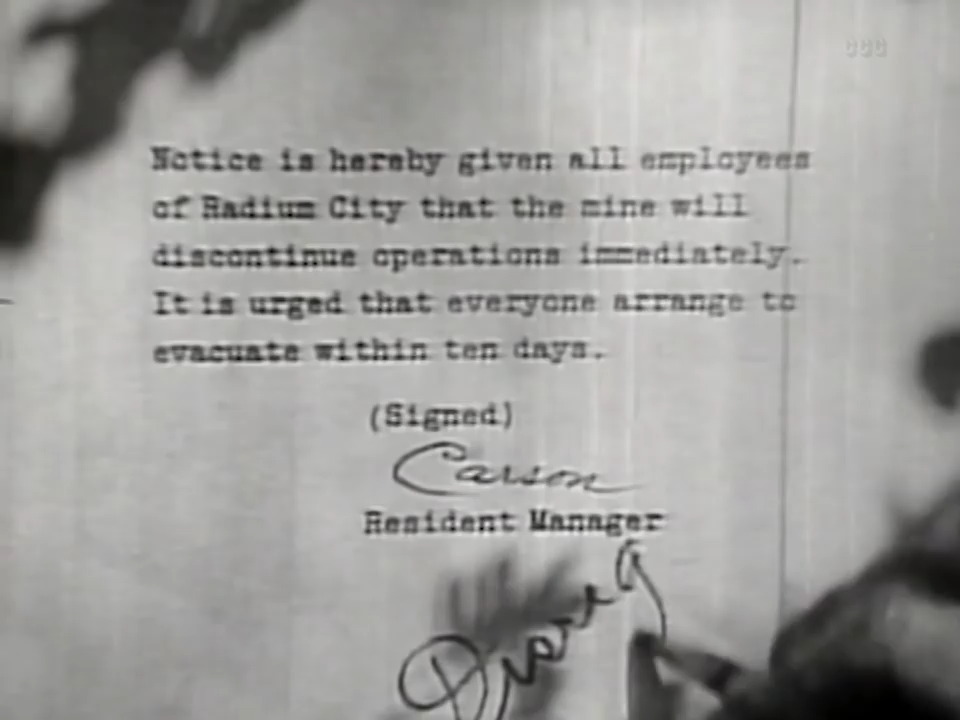 CCC
Notice is hereby given all employees
of Radium City that the mine will
discontinue operations immediately.
It is urged that everyone arrange to
evacuate within ten days.
(Signed)
Carson
Resident Manager